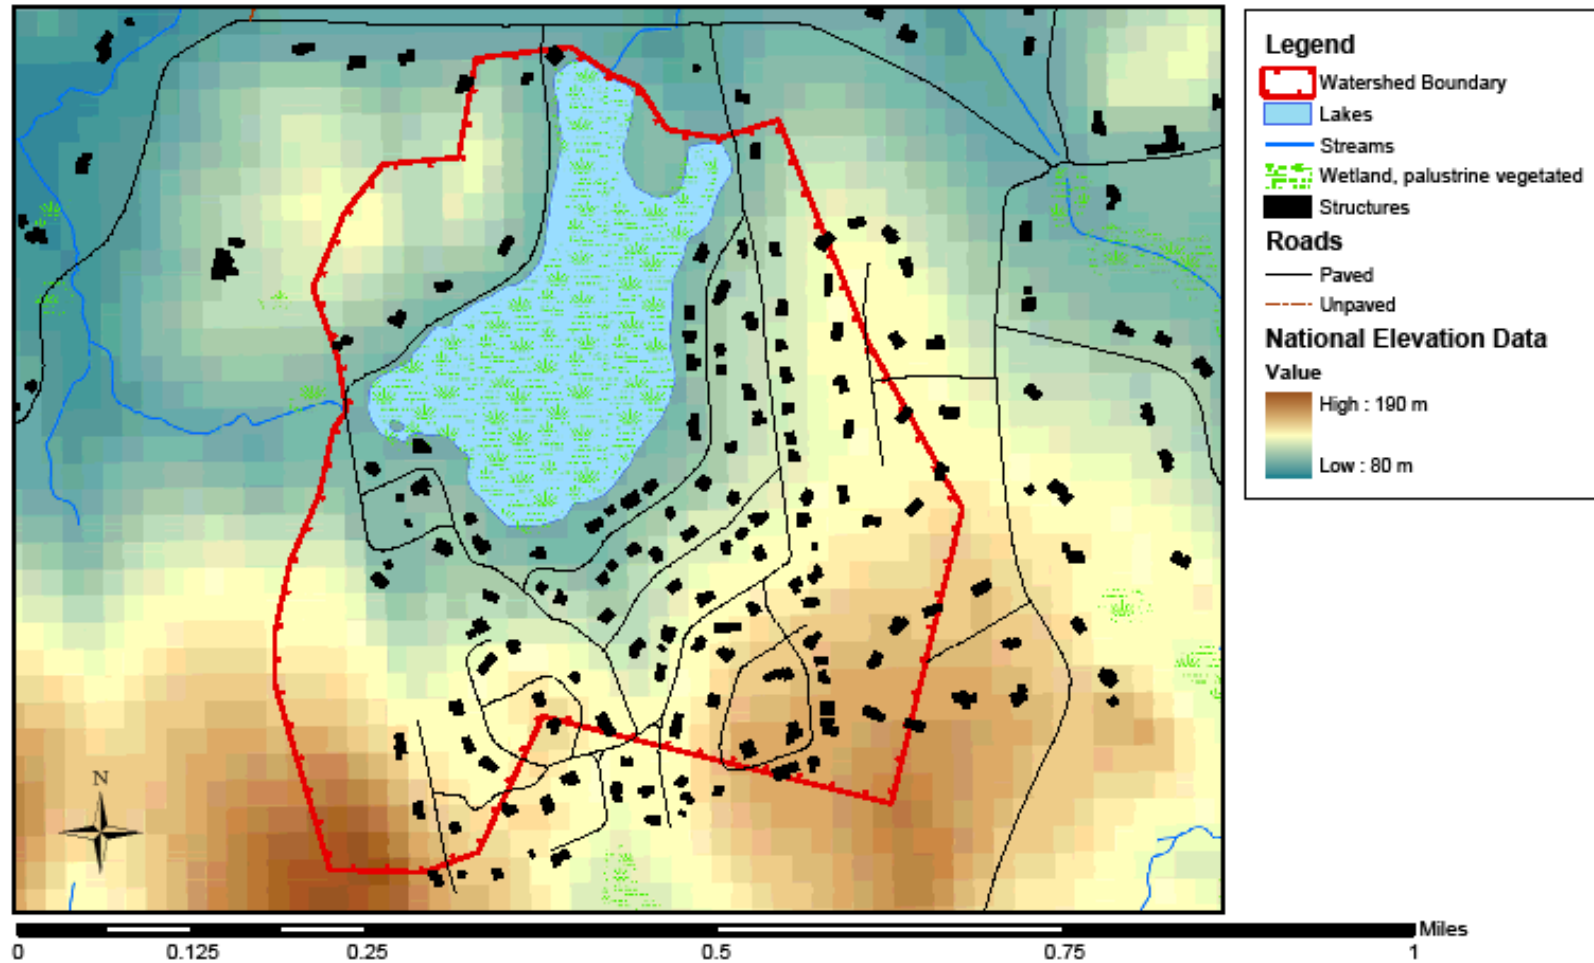 Legend
Watershed Boundary
Lakes
Streams
Wetland, palustrine vegetated
Structures
Roads
Paved
Unpaved
National Elevation Data
Value
High : 190 m
Low : 80 m
N
Miles
0 0.125 0.25 0.5 0.75 1